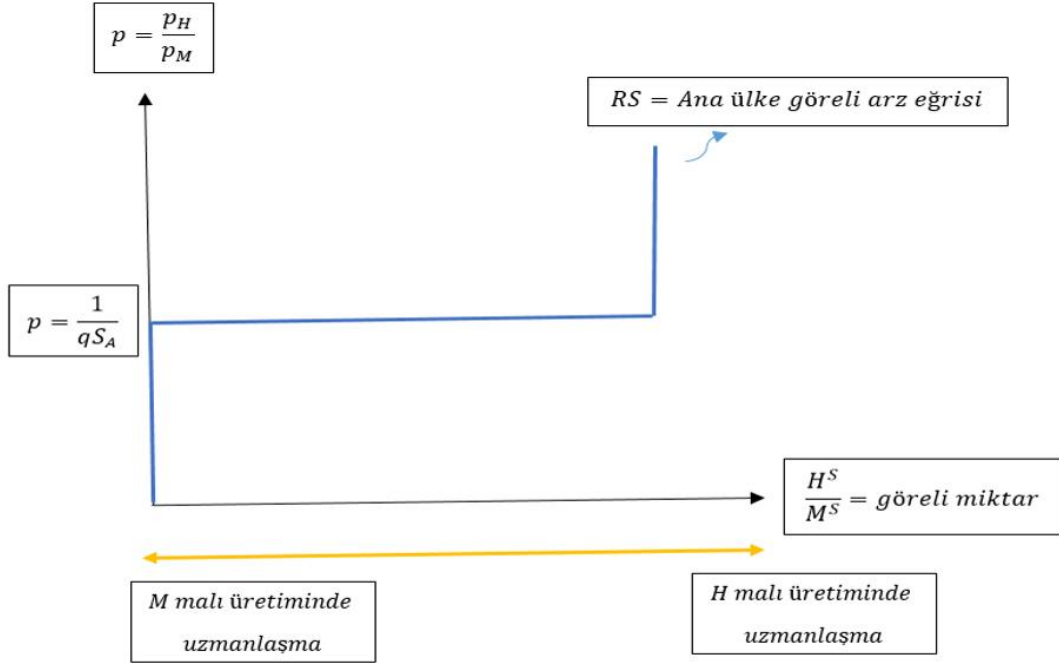 p = p_H / p_M
RS = Ana ülke göreli arz eğrisi
p = 1 / qS_A
H^S / M^S = göreli miktar
M malı üretiminde
uzmanlaşma
H malı üretiminde
uzmanlaşma